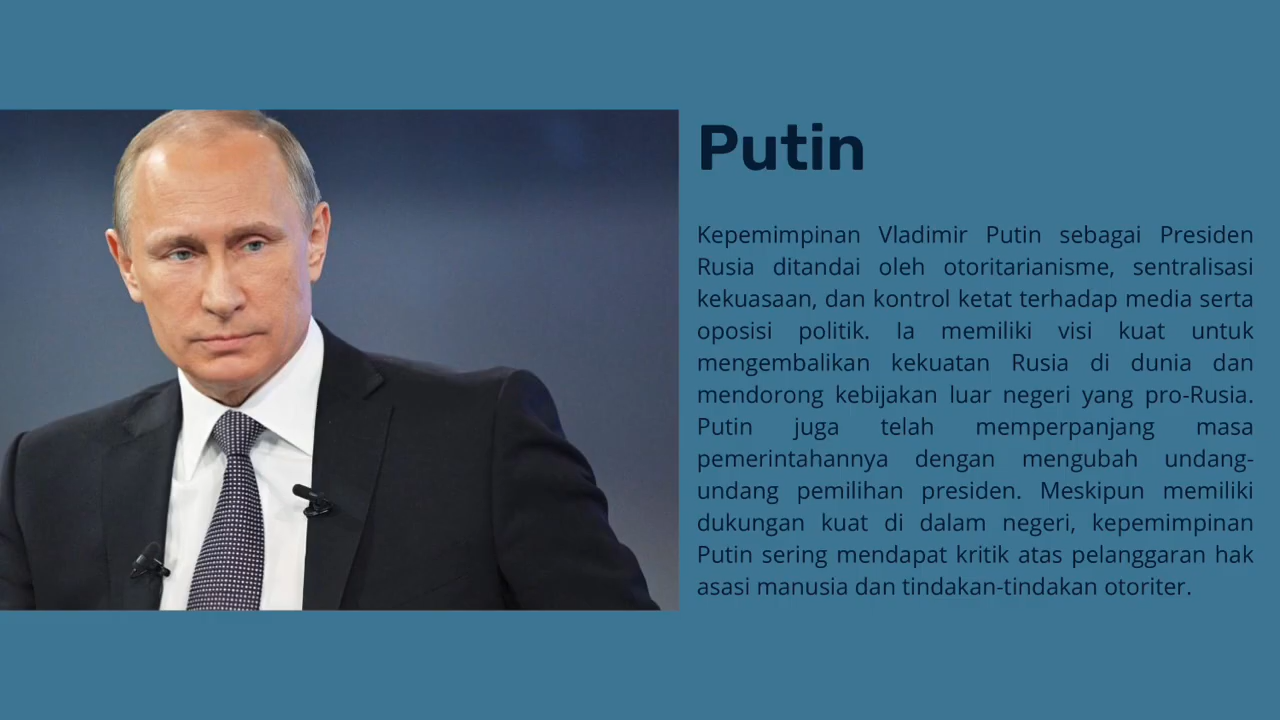 Putin
Kepemimpinan Vladimir Putin sebagai Presiden
Rusia ditandai oleh otoritarianisme, sentralisasi
kekuasaan, dan kontrol ketat terhadap media serta
oposisi politik. Ia memiliki visi kuat untuk
mengembalikan kekuatan Rusia di dunia dan
mendorong kebijakan luar negeri yang pro-Rusia.
Putin juga telah memperpanjang masa
pemerintahannya dengan mengubah undang-
undang pemilihan presiden. Meskipun memiliki
dukungan kuat di dalam negeri, kepemimpinan
Putin sering mendapat kritik atas pelanggaran hak
asasi manusia dan tindakan-tindakan otoriter.